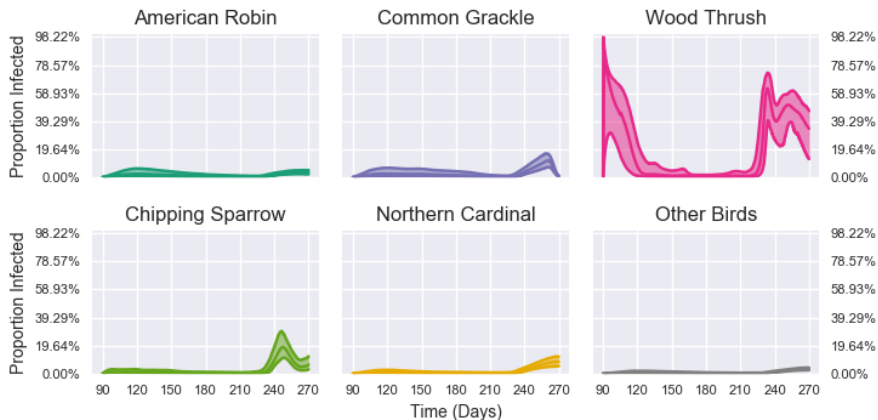 American Robin Common Grackle Wood Thrush
98.22% 98.22%
78.57% 78.57%
58.93% 58.93%
39.29% 39.29%
19.64% 19.64%
0.00% 0.00%
Proportion Infected
Chipping Sparrow Northern Cardinal Other Birds
98.22% 98.22%
78.57% 78.57%
58.93% 58.93%
39.29% 39.29%
19.64% 19.64%
0.00% 0.00%
Proportion Infected
90 120 150 180 210 240 270 90 120 150 180 210 240 270 90 120 150 180 210 240 270
Time (Days)